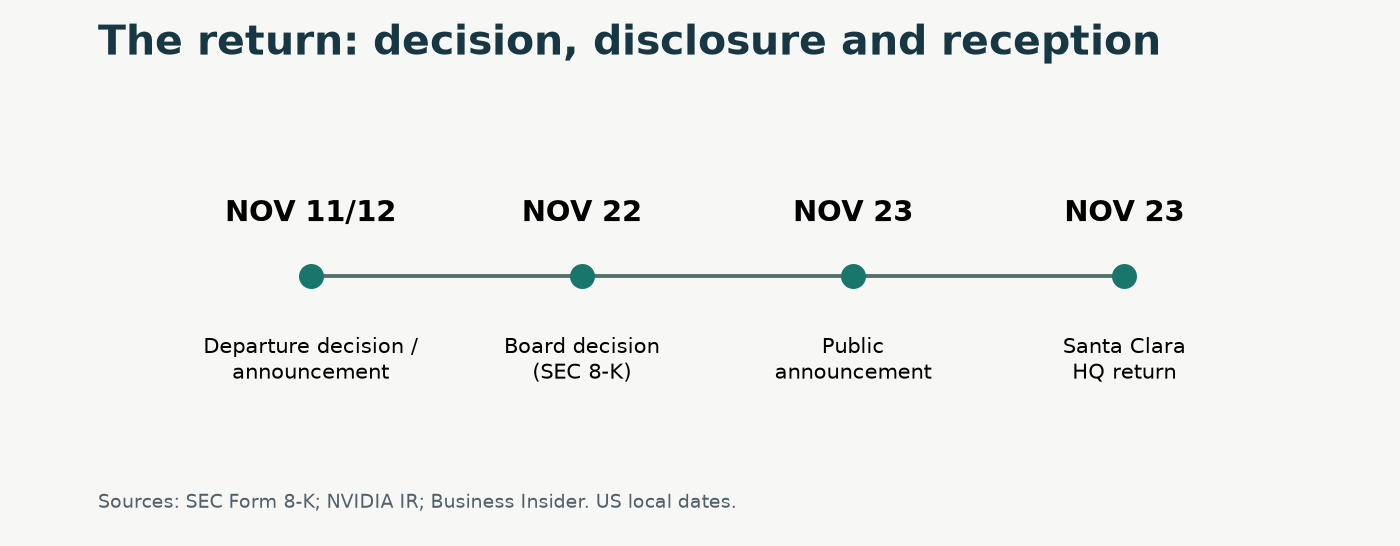 The return: decision, disclosure and reception
NOV 11/12
NOV 22
NOV 23
NOV 23
Departure decision /
announcement
Board decision
(SEC 8-K)
Public
announcement
Santa Clara
HQ return
Sources: SEC Form 8-K; NVIDIA IR; Business Insider. US local dates.